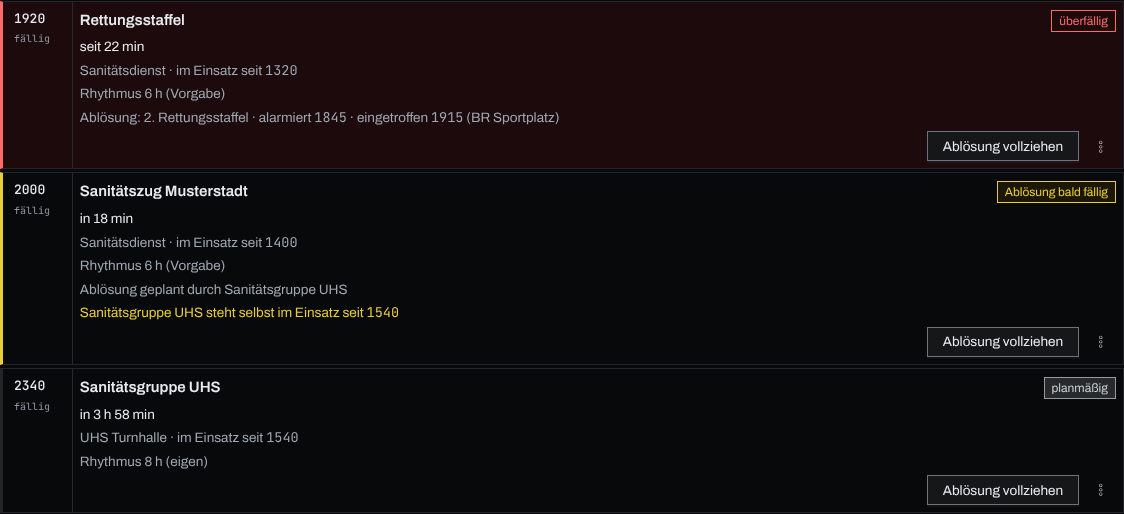 1920
fällig
Rettungsstaffel
überfällig
seit 22 min
Sanitätsdienst · im Einsatz seit 1320
Rhythmus 6 h (Vorgabe)
Ablösung: 2. Rettungsstaffel · alarmiert 1845 · eingetroffen 1915 (BR Sportplatz)
Ablösung vollziehen
2000
fällig
Sanitätszug Musterstadt
Ablösung bald fällig
in 18 min
Sanitätsdienst · im Einsatz seit 1400
Rhythmus 6 h (Vorgabe)
Ablösung geplant durch Sanitätsgruppe UHS
Sanitätsgruppe UHS steht selbst im Einsatz seit 1540
Ablösung vollziehen
2340
fällig
Sanitätsgruppe UHS
planmäßig
in 3 h 58 min
UHS Turnhalle · im Einsatz seit 1540
Rhythmus 8 h (eigen)
Ablösung vollziehen